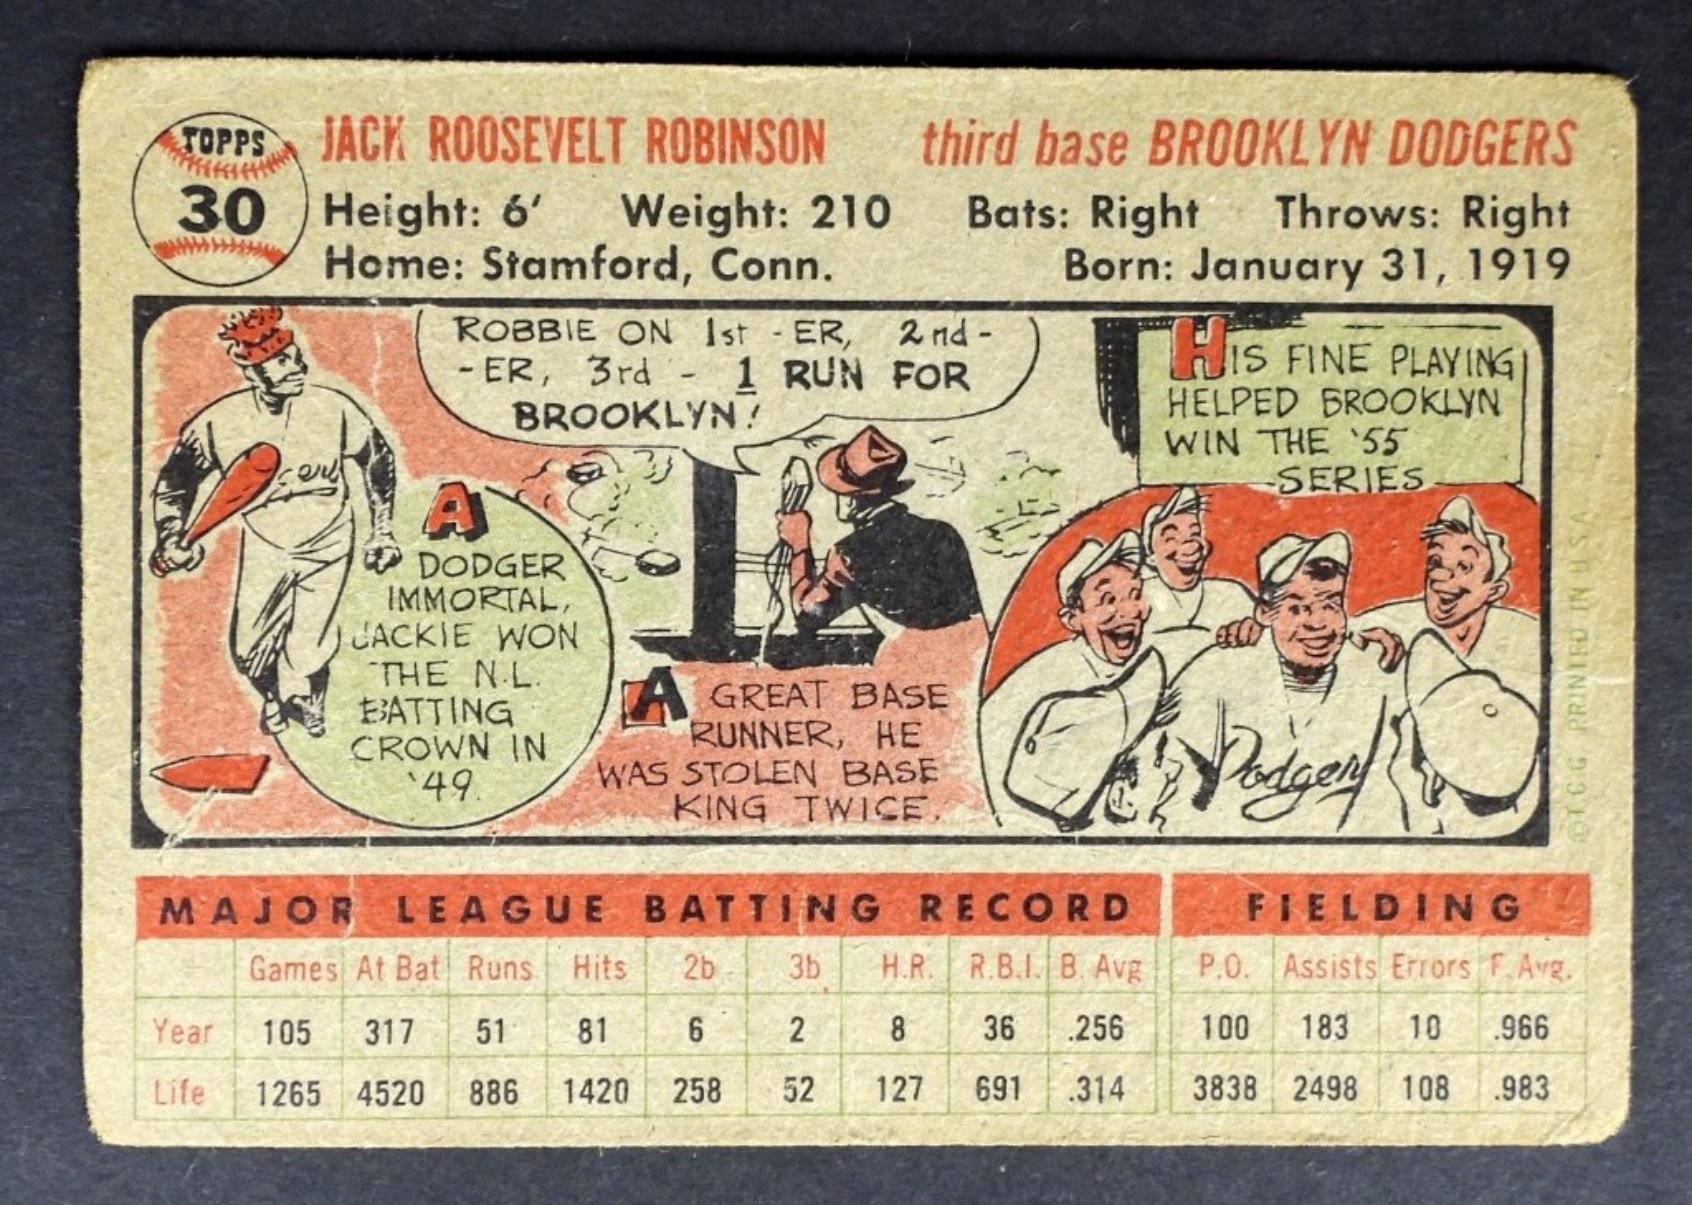 TOPPS
30
JACK ROOSEVELT ROBINSON third base BROOKLYN DODGERS
Height: 6' Weight: 210 Bats: Right Throws: Right
Home: Stamford, Conn. Born: January 31, 1919
A
DODGER
IMMORTAL,
JACKIE WON
THE N.L.
BATTING
CROWN IN
'49.
ROBBIE ON 1st -ER, 2nd-
-ER, 3rd - 1 RUN FOR
BROOKLYN!
A GREAT BASE
RUNNER, HE
WAS STOLEN BASE
KING TWICE.
HIS FINE PLAYING
HELPED BROOKLYN
WIN THE '55
SERIES
Dodgers
© T.C.G. PRINTED IN U.S.A.
MAJOR LEAGUE BATTING RECORD FIELDING
Games At Bat Runs Hits 2b 3b H.R. R.B.I. B. Avg P.O. Assists Errors F. Avg.
Year 105 317 51 81 6 2 8 36 .256 100 183 10 .966
Life 1265 4520 886 1420 258 52 127 691 .314 3838 2498 108 .983